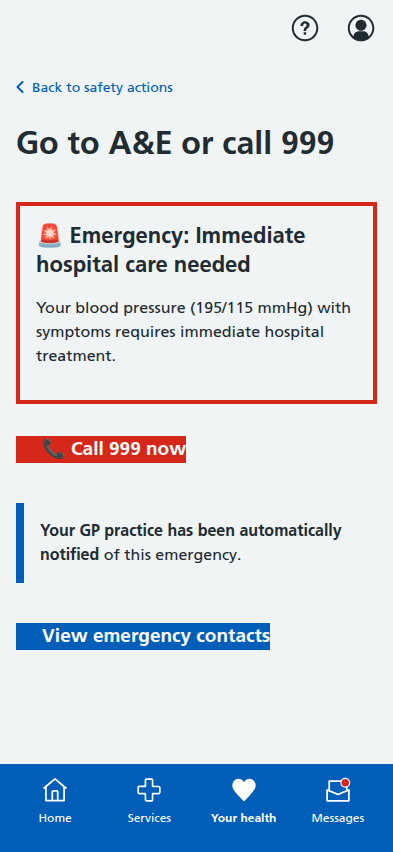 Back to safety actions
Go to A&E or call 999
🚨 Emergency: Immediate
hospital care needed
Your blood pressure (195/115 mmHg) with
symptoms requires immediate hospital
treatment.
📞 Call 999 now
Your GP practice has been automatically
notified of this emergency.
View emergency contacts
Home
Services
Your health
Messages